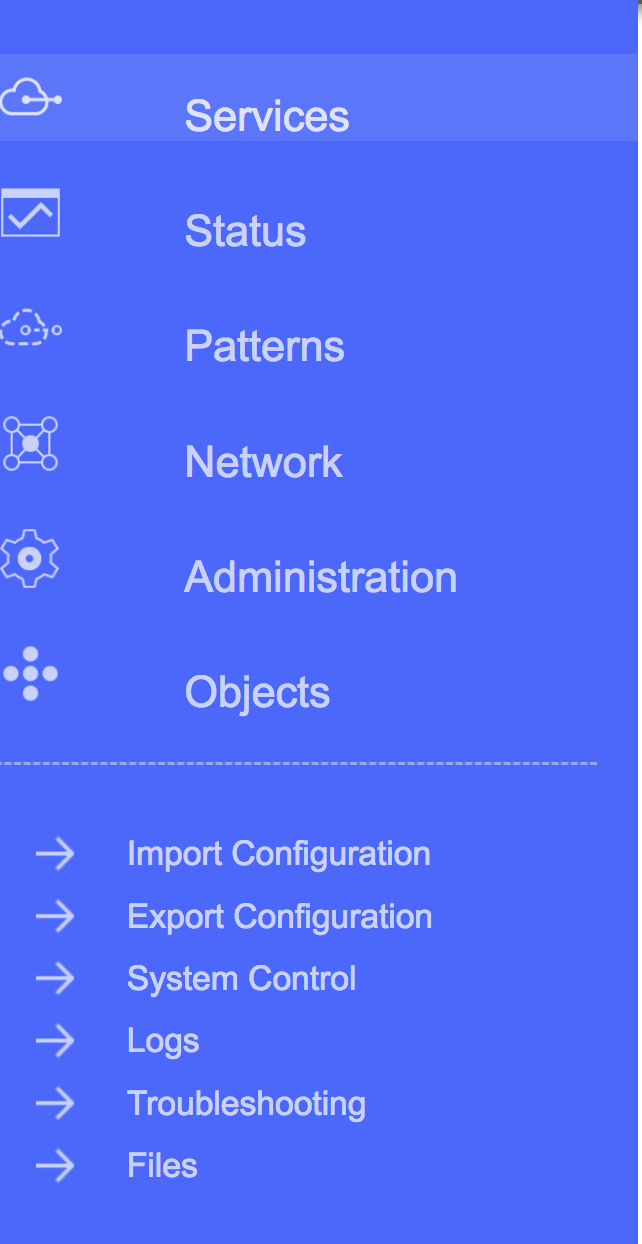 Services
Status
Patterns
Network
Administration
Objects
Import Configuration
Export Configuration
System Control
Logs
Troubleshooting
Files